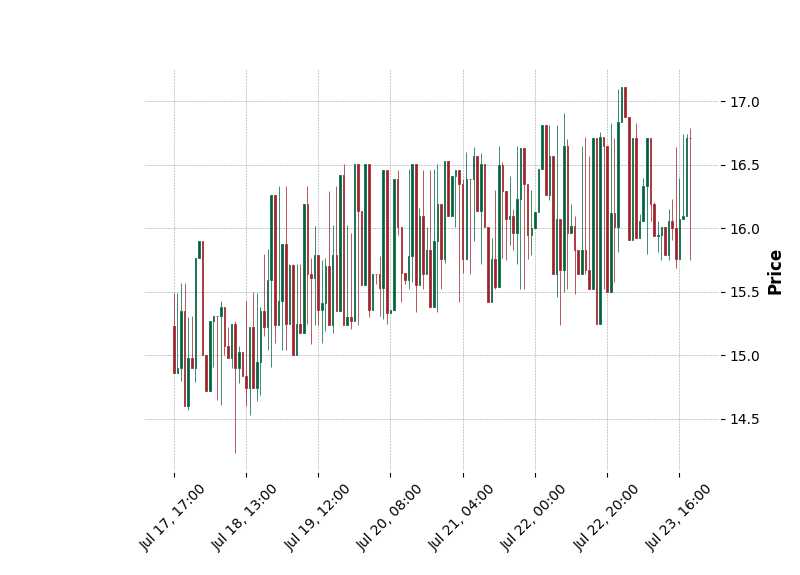 17.0
16.5
16.0
15.5
15.0
14.5
Price
Jul 17, 17:00
Jul 18, 13:00
Jul 19, 12:00
Jul 20, 08:00
Jul 21, 04:00
Jul 22, 00:00
Jul 22, 20:00
Jul 23, 16:00